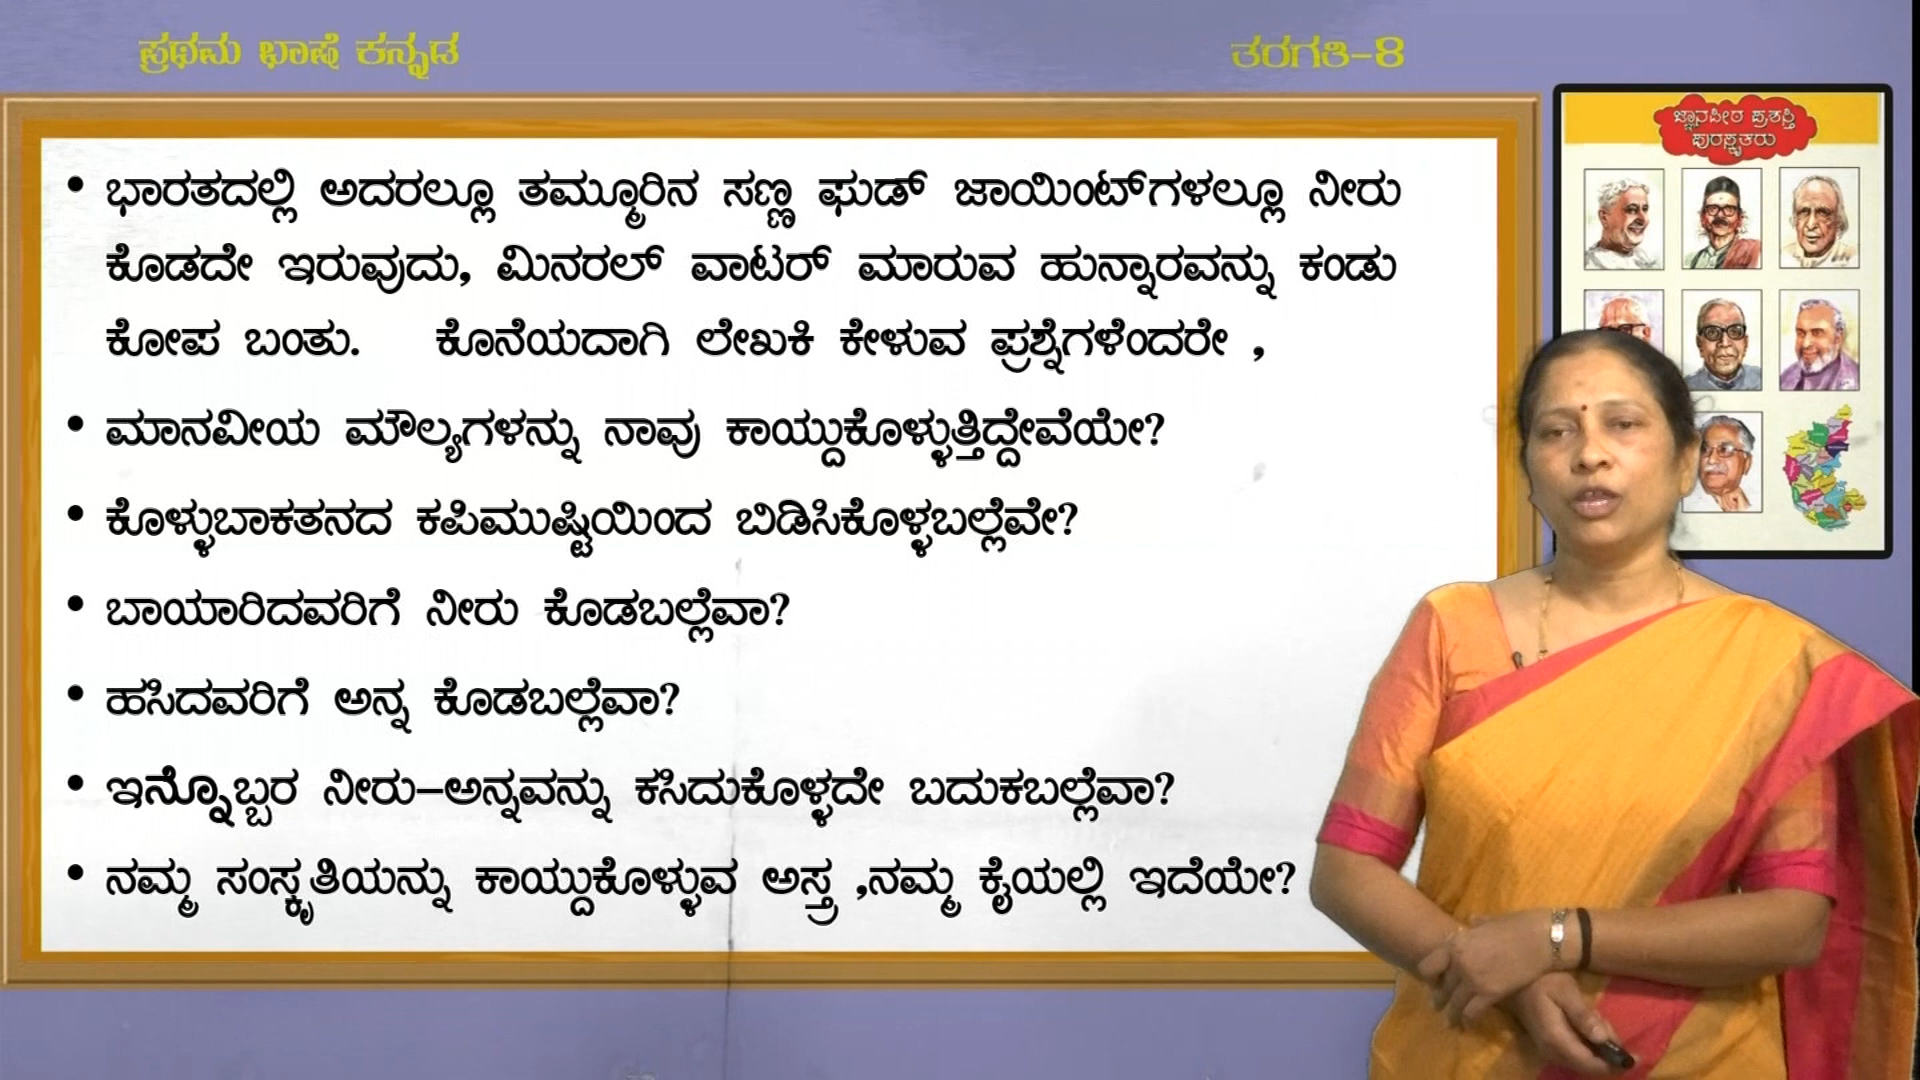 ಪ್ರಥಮ ಭಾಷೆ ಕನ್ನಡ
ತರಗತಿ-8
ಜ್ಞಾನಪೀಠ ಪ್ರಶಸ್ತಿ
ಪುರಸ್ಕೃತರು
• ಭಾರತದಲ್ಲಿ ಅದರಲ್ಲೂ ತಮ್ಮೂರಿನ ಸಣ್ಣ ಫುಡ್ ಜಾಯಿಂಟ್‌ಗಳಲ್ಲೂ ನೀರು
ಕೊಡದೇ ಇರುವುದು, ಮಿನರಲ್ ವಾಟರ್ ಮಾರುವ ಹುನ್ನಾರವನ್ನು ಕಂಡು
ಕೋಪ ಬಂತು. ಕೊನೆಯದಾಗಿ ಲೇಖಕಿ ಕೇಳುವ ಪ್ರಶ್ನೆಗಳೆಂದರೇ ,
• ಮಾನವೀಯ ಮೌಲ್ಯಗಳನ್ನು ನಾವು ಕಾಯ್ದುಕೊಳ್ಳುತ್ತಿದ್ದೇವೆಯೇ?
• ಕೊಳ್ಳುಬಾಕತನದ ಕಪಿಮುಷ್ಟಿಯಿಂದ ಬಿಡಿಸಿಕೊಳ್ಳಬಲ್ಲೆವೇ?
• ಬಾಯಾರಿದವರಿಗೆ ನೀರು ಕೊಡಬಲ್ಲೆವಾ?
• ಹಸಿದವರಿಗೆ ಅನ್ನ ಕೊಡಬಲ್ಲೆವಾ?
• ಇನ್ನೊಬ್ಬರ ನೀರು–ಅನ್ನವನ್ನು ಕಸಿದುಕೊಳ್ಳದೇ ಬದುಕಬಲ್ಲೆವಾ?
• ನಮ್ಮ ಸಂಸ್ಕೃತಿಯನ್ನು ಕಾಯ್ದುಕೊಳ್ಳುವ ಅಸ್ತ್ರ ,ನಮ್ಮ ಕೈಯಲ್ಲಿ ಇದೆಯೇ?